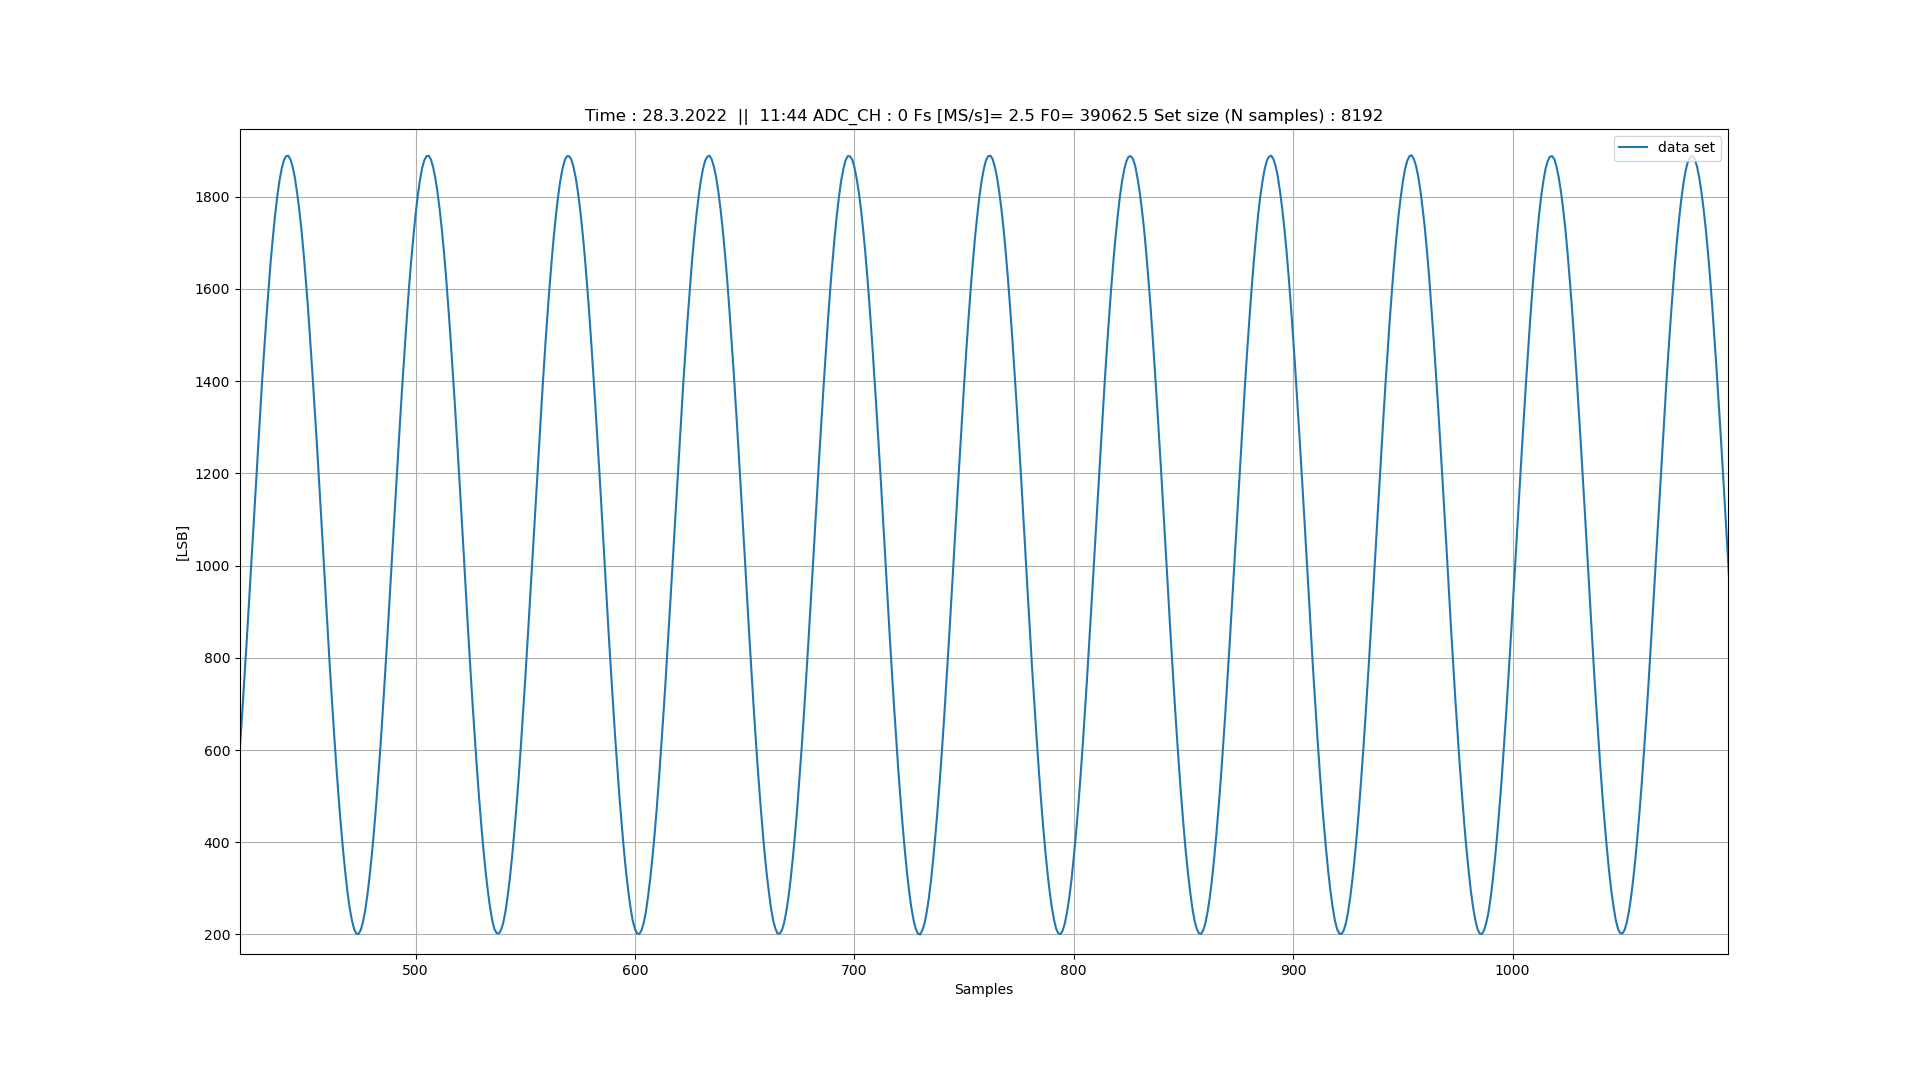 Time : 28.3.2022  ||  11:44 ADC_CH : 0 Fs [MS/s]= 2.5 F0= 39062.5 Set size (N samples) : 8192
data set
1800
1600
1400
1200
1000
800
600
400
200
[LSB]
500 600 700 800 900 1000
Samples